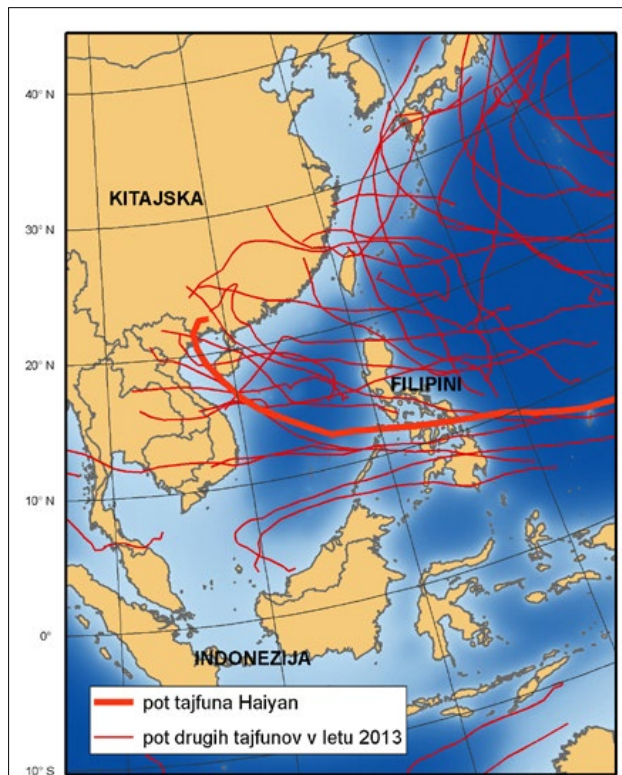 40° N
KITAJSKA
30° N
20° N
FILIPINI
10° N
0°
INDONEZIJA
pot tajfuna Haiyan
pot drugih tajfunov v letu 2013
10° S